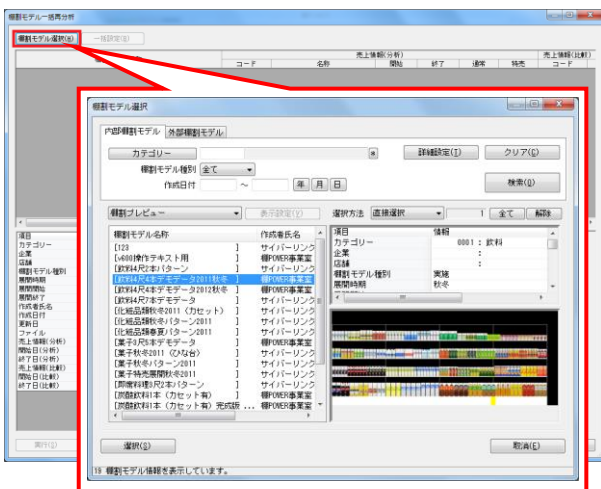 棚割モデル一括再分析
棚割モデル選択(M) 一括設定(S)
売上情報(分析) 売上情報(比較)
コード 名称 開始 終了 通常 特売 コード
項目
カテゴリー
企業
店舗
棚割モデル種別
展開時期
展開開始
展開終了
作成者氏名
作成日付
更新日
ファイル
売上情報(分析)
開始日(分析)
終了日(分析)
売上情報(比較)
開始日(比較)
終了日(比較)
棚割モデル選択
内部棚割モデル 外部棚割モデル
カテゴリー * 詳細設定(T) クリア(C)
棚割モデル種別 全て
作成日付 ~ 年 月 日 検索(Q)
棚割プレビュー 表示設定(V) 選択方法 直接選択 1 全て 解除
棚割モデル名称 作成者氏名
[123 ] サイバーリンク
[v600]操作テキスト用 ] 棚POWER事業室
[飲料4尺2本パターン ] サイバーリンク
[飲料4尺4本デモデータ2011秋冬 ] 棚POWER事業室
[飲料4尺4本デモデータ2012秋冬 ] 棚POWER事業室
[飲料4尺7本デモデータ ] サイバーリンク
[化粧品類秋冬2011(カセット) ] サイバーリンク
[化粧品類秋冬パターン2011 ] サイバーリンク
[化粧品類春夏パターン2011 ] サイバーリンク
[菓子3尺5本デモデータ ] 棚POWER事業室
[菓子秋冬2011(ひな台) ] サイバーリンク
[菓子秋冬パターン2011 ] サイバーリンク
[菓子特売展開秋冬2011 ] サイバーリンク
[即席料理3尺2本パターン ] サイバーリンク
[炭酸飲料1本(カセット有) ] 棚POWER事業室
[炭酸飲料1本(カセット有)完成版 ... 棚POWER事業室
項目 情報
カテゴリー 0001 : 飲料
企業 :
店舗 :
棚割モデル種別 実施
展開時期 秋冬
選択(S) 取消(E)
実行(G)
19 棚割モデル情報を表示しています。